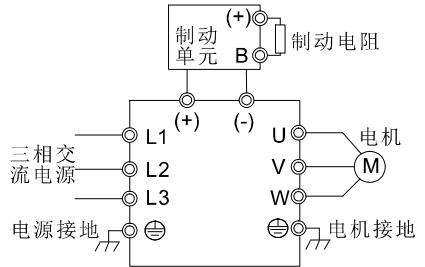 制动
单元
(+)
B
制动电阻
(+)
(-)
三相交
流电源
L1
L2
L3
电源接地
U
V
W
电机
M
电机接地